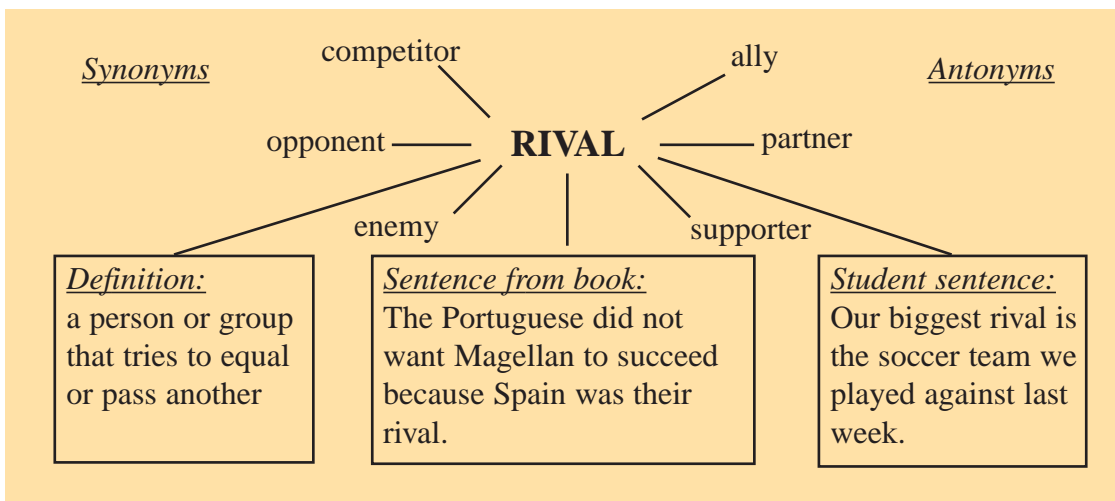 Synonyms
competitor
ally
Antonyms
opponent
RIVAL
partner
enemy
supporter
Definition:
a person or group
that tries to equal
or pass another
Sentence from book:
The Portuguese did not
want Magellan to succeed
because Spain was their
rival.
Student sentence:
Our biggest rival is
the soccer team we
played against last
week.